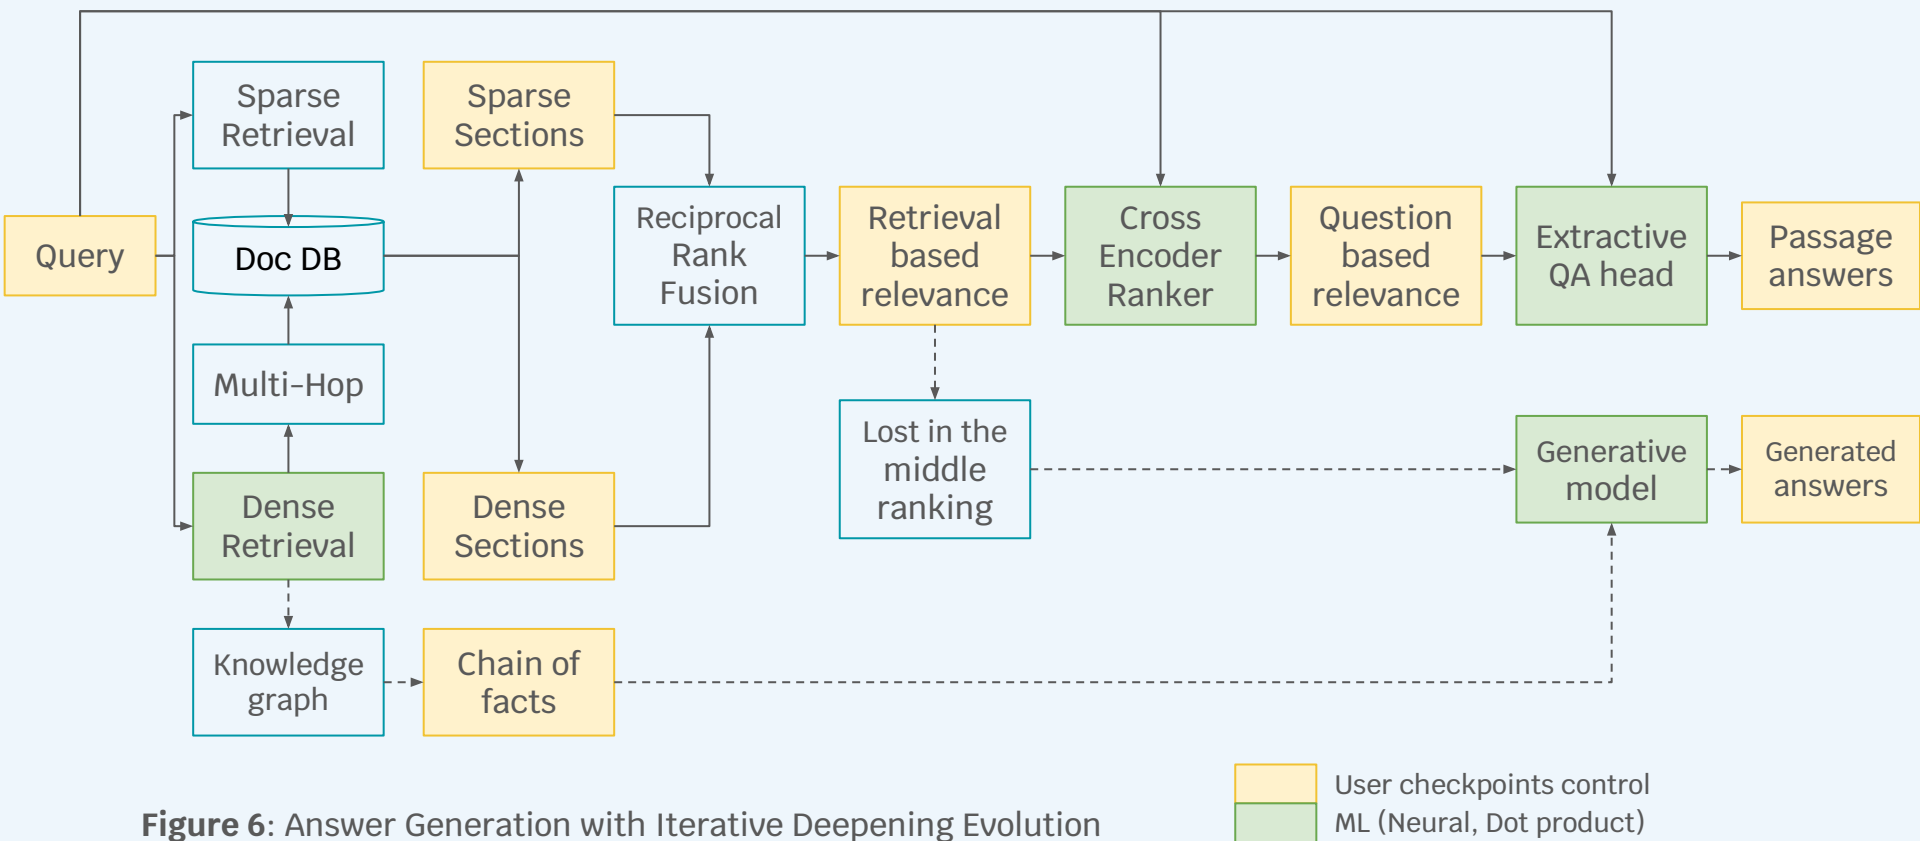 Sparse
Retrieval
Sparse
Sections
Query
Doc DB
Reciprocal
Rank
Fusion
Retrieval
based
relevance
Cross
Encoder
Ranker
Question
based
relevance
Extractive
QA head
Passage
answers
Multi-Hop
Dense
Retrieval
Dense
Sections
Lost in the
middle
ranking
Generative
model
Generated
answers
Knowledge
graph
Chain of
facts
User checkpoints control
ML (Neural, Dot product)
Figure 6: Answer Generation with Iterative Deepening Evolution